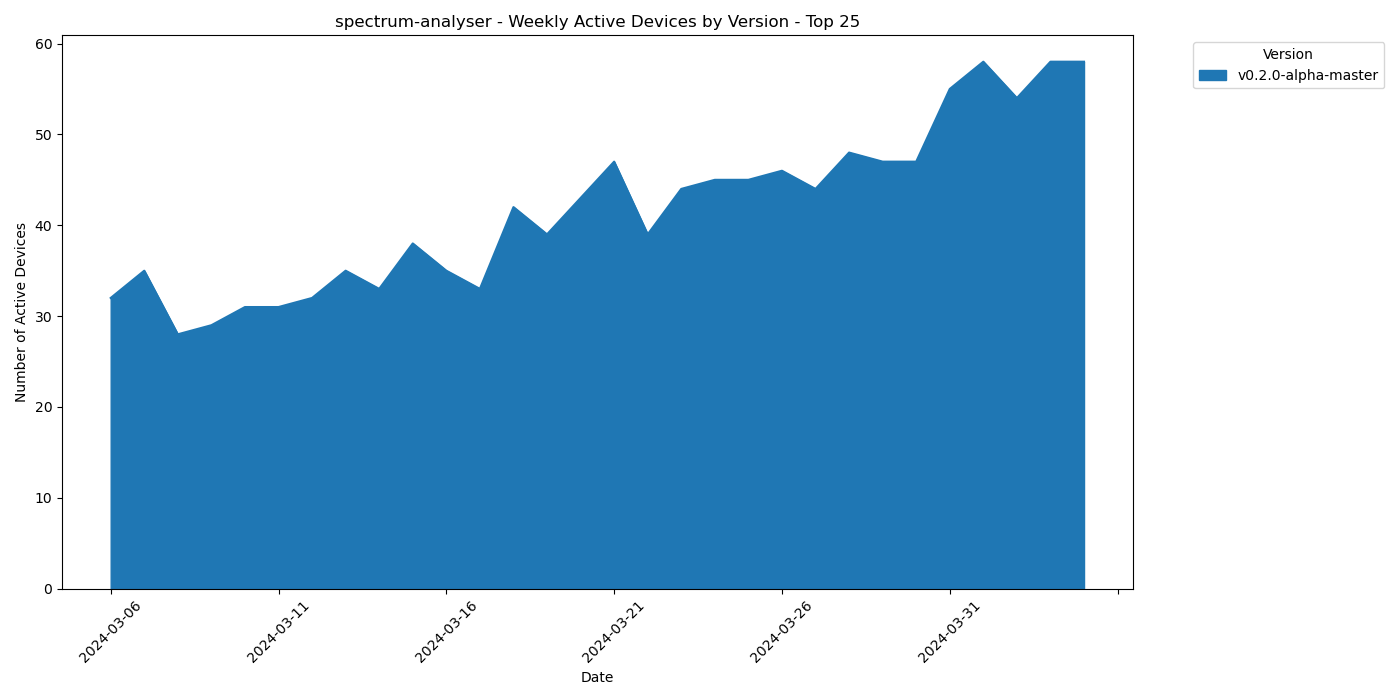 spectrum-analyser - Weekly Active Devices by Version - Top 25
Version
v0.2.0-alpha-master
Number of Active Devices
60
50
40
30
20
10
0
2024-03-06
2024-03-11
2024-03-16
2024-03-21
2024-03-26
2024-03-31
Date